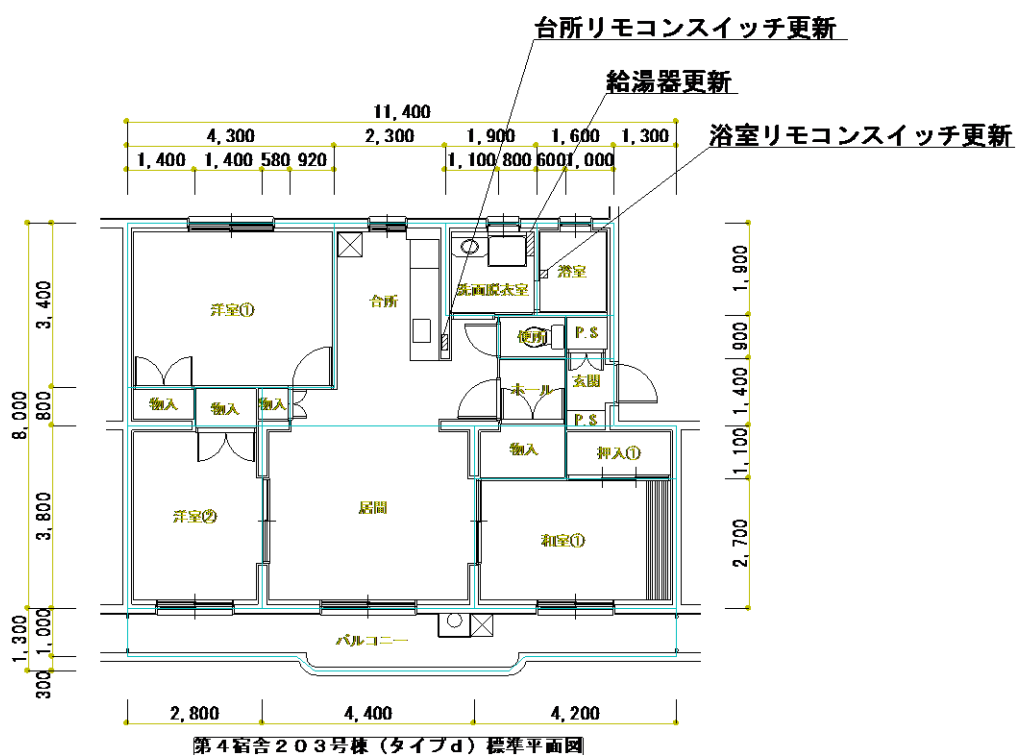 台所リモコンスイッチ更新
給湯器更新
浴室リモコンスイッチ更新
11,400
4,300 2,300 1,900 1,600 1,300
1,400 1,400 580 920 1,100 800 600 1,000
8,000
3,400
800
3,800
1,300
1,000
300
1,900
900
1,400
1,100
2,700
洋室①
台所
洗面脱衣室
浴室
便所
P.S
ホール
玄関
P.S
物入 物入 物入
物入
押入①
洋室②
居間
和室①
バルコニー
2,800 4,400 4,200
第4宿舎203号棟(タイプd)標準平面図